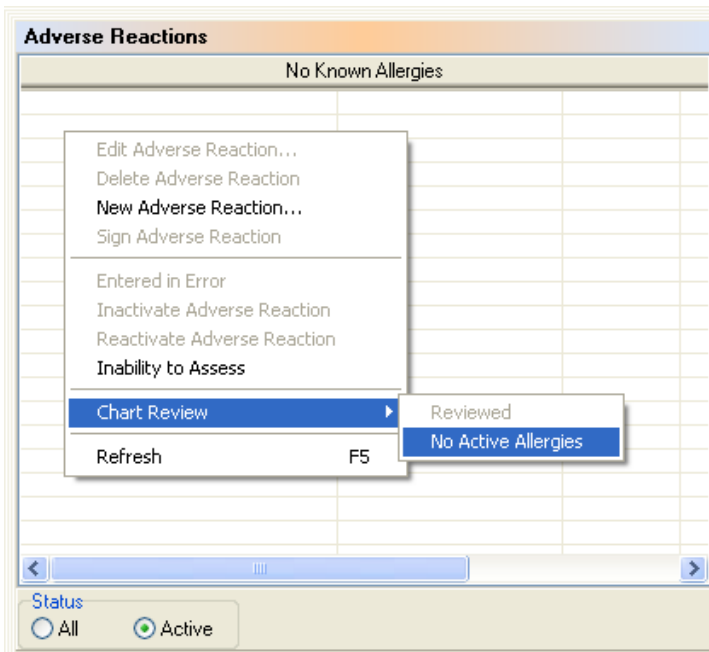 Adverse Reactions
No Known Allergies
Edit Adverse Reaction...
Delete Adverse Reaction
New Adverse Reaction...
Sign Adverse Reaction
Entered in Error
Inactivate Adverse Reaction
Reactivate Adverse Reaction
Inability to Assess
Chart Review
Reviewed
No Active Allergies
Refresh F5
Status
All Active